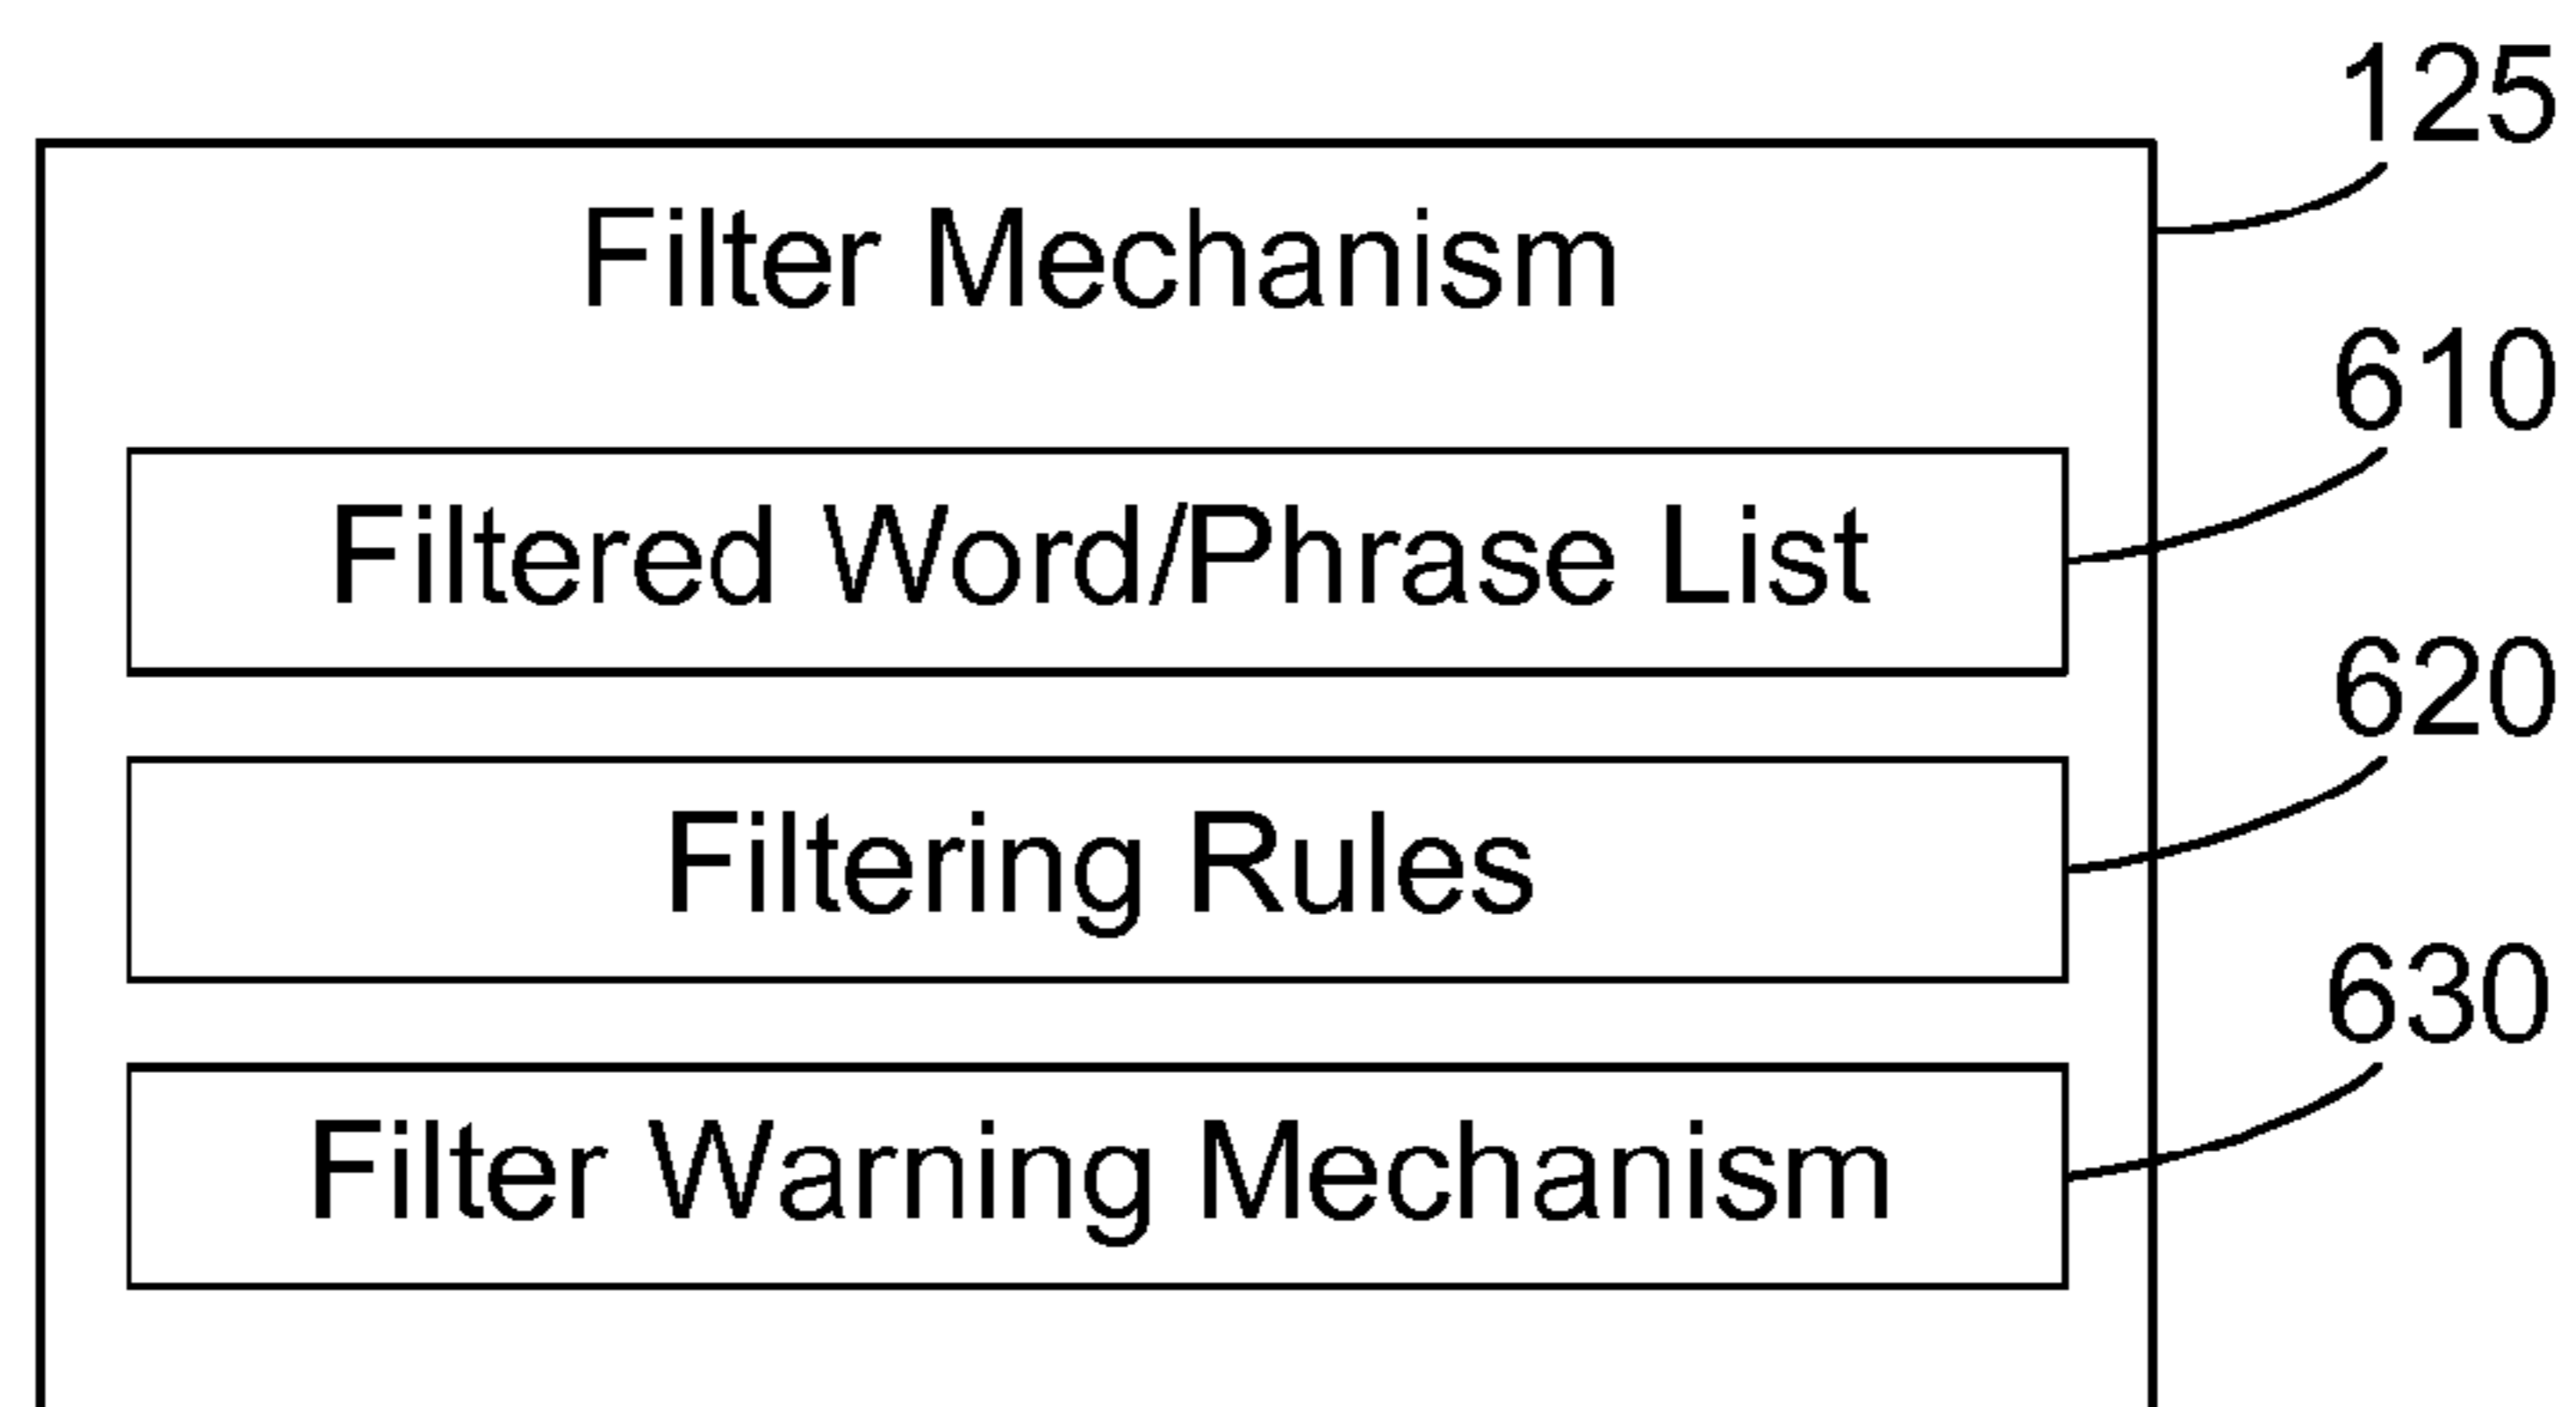 125
Filter Mechanism
610
Filtered Word/Phrase List
620
Filtering Rules
630
Filter Warning Mechanism